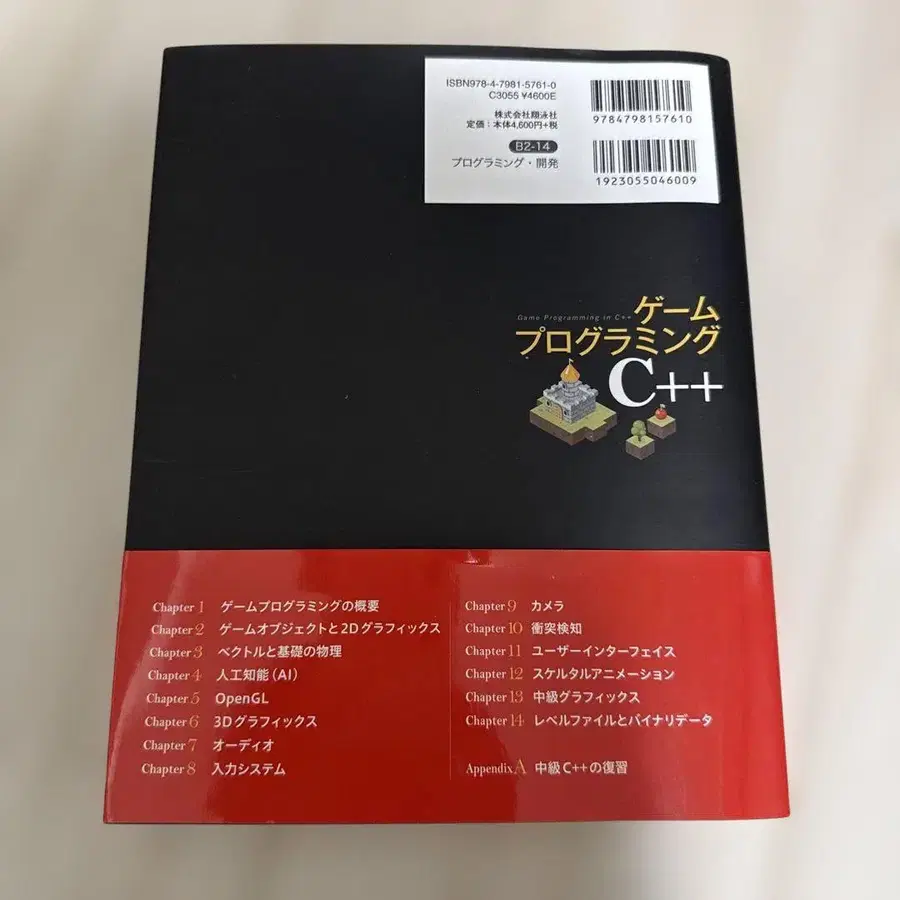 ISBN978-4-7981-5761-0
C3055 ¥4600E
株式会社翔泳社
定価:本体4,600円+税
B2-14
プログラミング・開発
9784798157610
1923055046009
Game Programming in C++
ゲーム
プログラミング
C++
Chapter 1 ゲームプログラミングの概要
Chapter 2 ゲームオブジェクトと2Dグラフィックス
Chapter 3 ベクトルと基礎の物理
Chapter 4 人工知能(AI)
Chapter 5 OpenGL
Chapter 6 3Dグラフィックス
Chapter 7 オーディオ
Chapter 8 入力システム
Chapter 9 カメラ
Chapter 10 衝突検知
Chapter 11 ユーザーインターフェイス
Chapter 12 スケルタルアニメーション
Chapter 13 中級グラフィックス
Chapter 14 レベルファイルとバイナリデータ
Appendix A 中級C++の復習